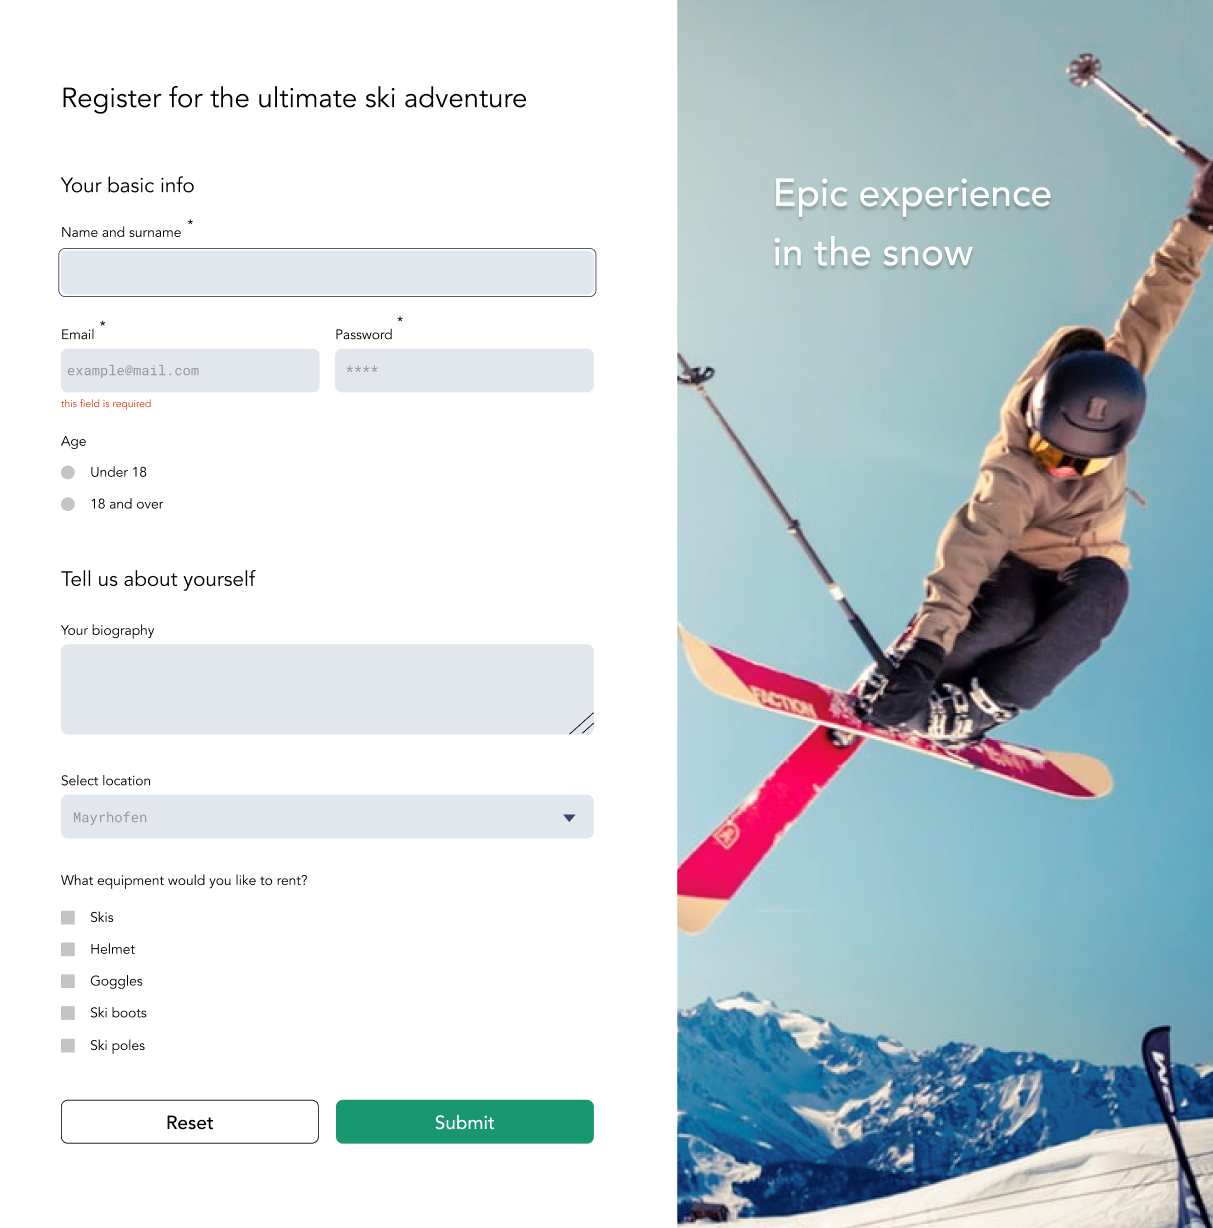 Register for the ultimate ski adventure
Your basic info
Name and surname *
Email *
example@mail.com
this field is required
Password *
****
Age
Under 18
18 and over
Tell us about yourself
Your biography
Select location
Mayrhofen
What equipment would you like to rent?
Skis
Helmet
Goggles
Ski boots
Ski poles
Reset
Submit
Epic experience
in the snow
FACTION